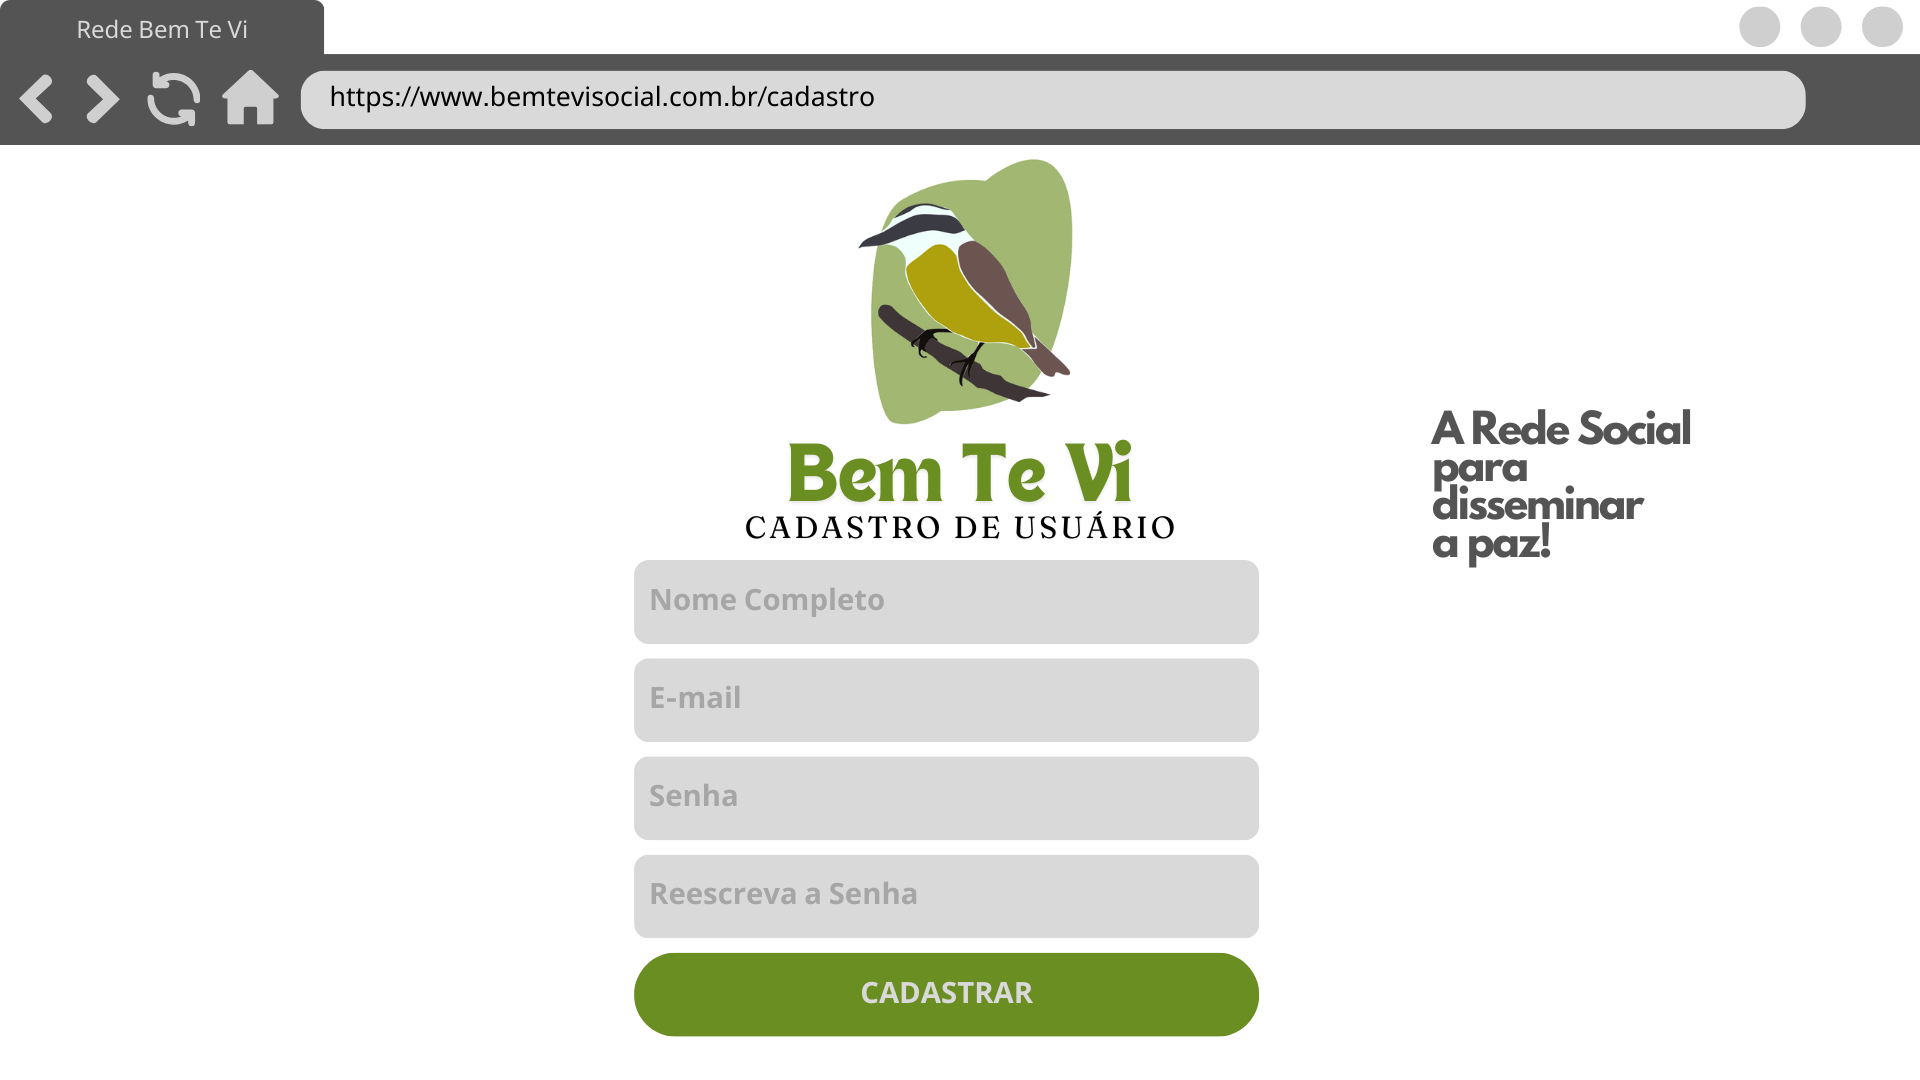 Rede Bem Te Vi
https://www.bemtevisocial.com.br/cadastro
Bem Te Vi
CADASTRO DE USUÁRIO
A Rede Social
para
disseminar
a paz!
Nome Completo
E-mail
Senha
Reescreva a Senha
CADASTRAR